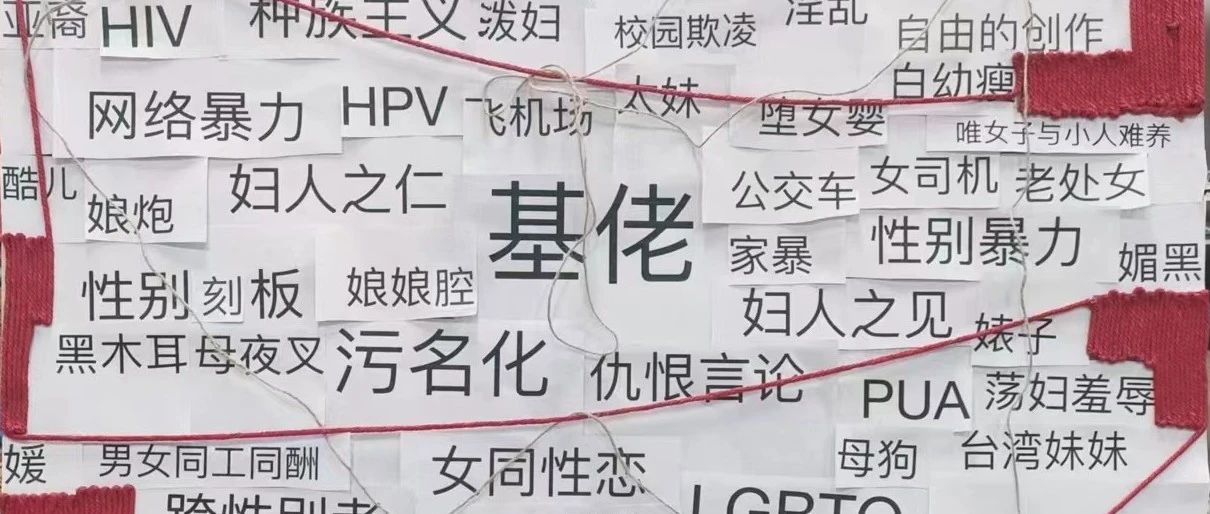 亚裔
HIV
种族主义
泼妇
校园欺凌
淫乱
自由的创作
白幼瘦
网络暴力
HPV
飞机场
太妹
堕女婴
唯女子与小人难养
酷儿
娘炮
妇人之仁
基佬
公交车
女司机
老处女
家暴
性别暴力
媚黑
性别刻板
娘娘腔
妇人之见
婊子
黑木耳
母夜叉
污名化
仇恨言论
PUA
荡妇羞辱
媛
男女同工同酬
女同性恋
母狗
台湾妹妹
跨性别者
LGBTQ